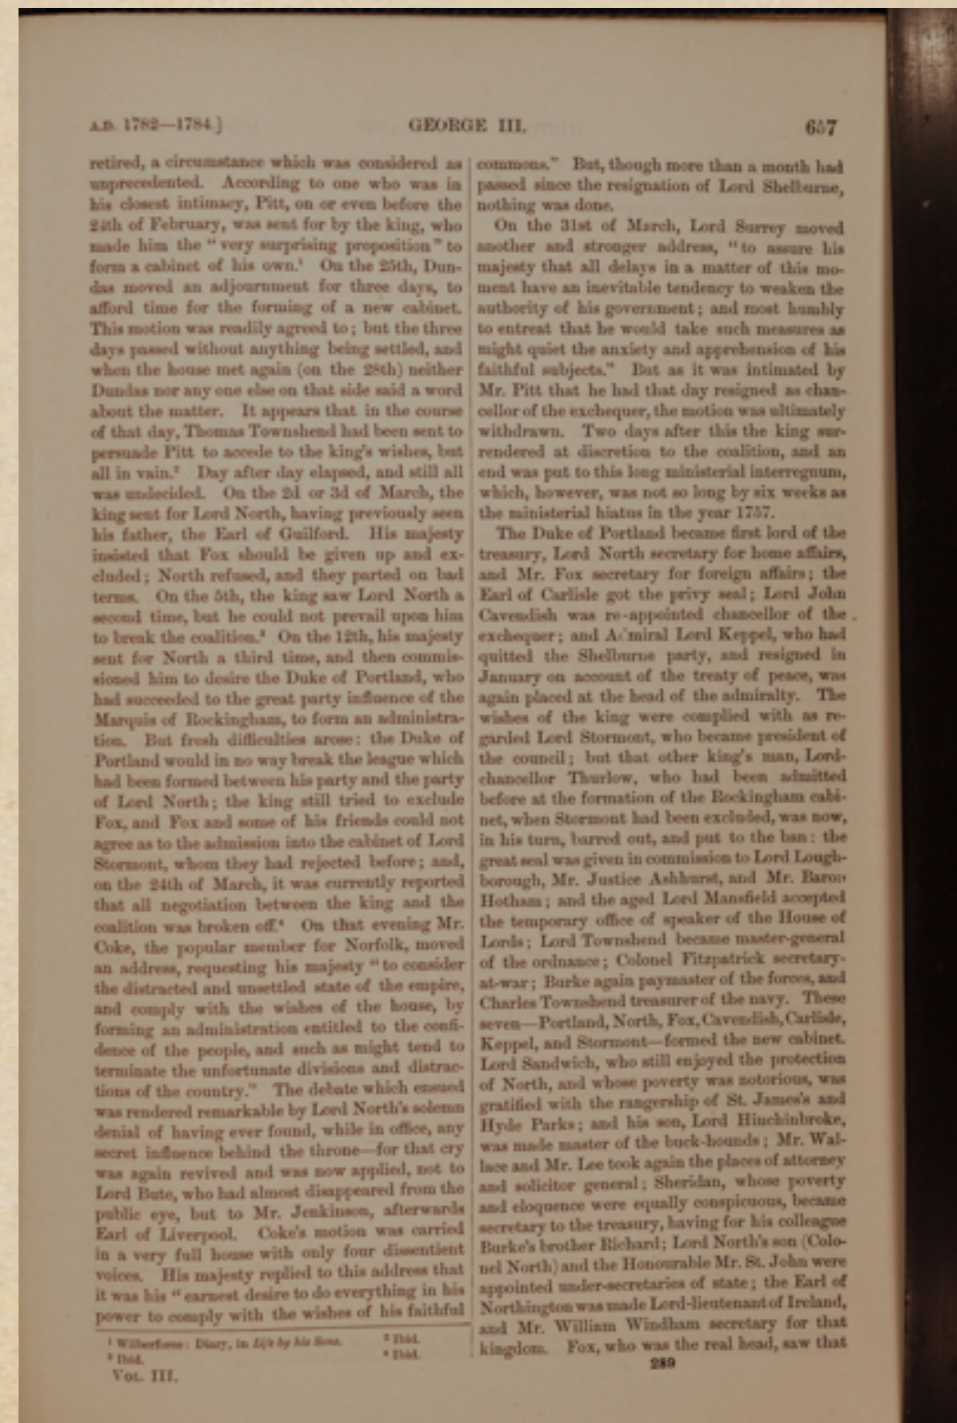 A.D. 1782—1784.]
GEORGE III.
657
retired, a circumstance which was considered as
unprecedented. According to one who was in
his closest intimacy, Pitt, on or even before the
24th of February, was sent for by the king, who
made him the "very surprising proposition" to
form a cabinet of his own.¹ On the 25th, Dun-
das moved an adjournment for three days, to
afford time for the forming of a new cabinet.
This motion was readily agreed to; but the three
days passed without anything being settled, and
when the house met again (on the 28th) neither
Dundas nor any one else on that side said a word
about the matter. It appears that in the course
of that day, Thomas Townshend had been sent to
persuade Pitt to accede to the king's wishes, but
all in vain.² Day after day elapsed, and still all
was undecided. On the 2d or 3d of March, the
king sent for Lord North, having previously seen
his father, the Earl of Guilford. His majesty
insisted that Fox should be given up and ex-
cluded; North refused, and they parted on bad
terms. On the 5th, the king saw Lord North a
second time, but he could not prevail upon him
to break the coalition.³ On the 12th, his majesty
sent for North a third time, and then commis-
sioned him to desire the Duke of Portland, who
had succeeded to the great party influence of the
Marquis of Rockingham, to form an administra-
tion. But fresh difficulties arose: the Duke of
Portland would in no way break the league which
had been formed between his party and the party
of Lord North; the king still tried to exclude
Fox, and Fox and some of his friends could not
agree as to the admission into the cabinet of Lord
Stormont, whom they had rejected before; and,
on the 24th of March, it was currently reported
that all negotiation between the king and the
coalition was broken off.⁴ On that evening Mr.
Coke, the popular member for Norfolk, moved
an address, requesting his majesty "to consider
the distracted and unsettled state of the empire,
and comply with the wishes of the house, by
forming an administration entitled to the confi-
dence of the people, and such as might tend to
terminate the unfortunate divisions and distrac-
tions of the country." The debate which ensued
was rendered remarkable by Lord North's solemn
denial of having ever found, while in office, any
secret influence behind the throne—for that cry
was again revived and was now applied, not to
Lord Bute, who had almost disappeared from the
public eye, but to Mr. Jenkinson, afterwards
Earl of Liverpool. Coke's motion was carried
in a very full house with only four dissentient
voices. His majesty replied to this address that
it was his "earnest desire to do everything in his
power to comply with the wishes of his faithful
¹ Wilberforce: Diary, in Life by his Sons.
² Ibid.
³ Ibid.
⁴ Ibid.
VOL. III.
commons." But, though more than a month had
passed since the resignation of Lord Shelburne,
nothing was done.
On the 31st of March, Lord Surrey moved
another and stronger address, "to assure his
majesty that all delays in a matter of this mo-
ment have an inevitable tendency to weaken the
authority of his government; and most humbly
to entreat that he would take such measures as
might quiet the anxiety and apprehension of his
faithful subjects." But as it was intimated by
Mr. Pitt that he had that day resigned as chan-
cellor of the exchequer, the motion was ultimately
withdrawn. Two days after this the king sur-
rendered at discretion to the coalition, and an
end was put to this long ministerial interregnum,
which, however, was not so long by six weeks as
the ministerial hiatus in the year 1757.
The Duke of Portland became first lord of the
treasury, Lord North secretary for home affairs,
and Mr. Fox secretary for foreign affairs; the
Earl of Carlisle got the privy seal; Lord John
Cavendish was re-appointed chancellor of the
exchequer; and Admiral Lord Keppel, who had
quitted the Shelburne party, and resigned in
January on account of the treaty of peace, was
again placed at the head of the admiralty. The
wishes of the king were complied with as re-
garded Lord Stormont, who became president of
the council; but that other king's man, Lord-
chancellor Thurlow, who had been admitted
before at the formation of the Rockingham cabi-
net, when Stormont had been excluded, was now,
in his turn, barred out, and put to the ban: the
great seal was given in commission to Lord Lough-
borough, Mr. Justice Ashhurst, and Mr. Baron
Hotham; and the aged Lord Mansfield accepted
the temporary office of speaker of the House of
Lords; Lord Townshend became master-general
of the ordnance; Colonel Fitzpatrick secretary-
at-war; Burke again paymaster of the forces, and
Charles Townshend treasurer of the navy. These
seven—Portland, North, Fox, Cavendish, Carlisle,
Keppel, and Stormont—formed the new cabinet.
Lord Sandwich, who still enjoyed the protection
of North, and whose poverty was notorious, was
gratified with the rangership of St. James's and
Hyde Parks; and his son, Lord Hinchinbroke,
was made master of the buck-hounds; Mr. Wal-
lace and Mr. Lee took again the places of attorney
and solicitor general; Sheridan, whose poverty
and eloquence were equally conspicuous, became
secretary to the treasury, having for his colleague
Burke's brother Richard; Lord North's son (Colo-
nel North) and the Honourable Mr. St. John were
appointed under-secretaries of state; the Earl of
Northington was made Lord-lieutenant of Ireland,
and Mr. William Windham secretary for that
kingdom. Fox, who was the real head, saw that
289